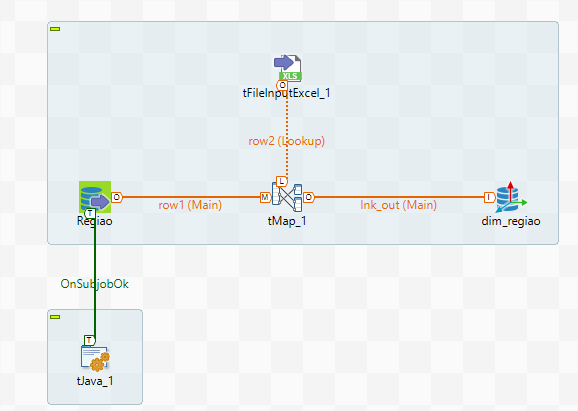 XLS
O
tFileInputExcel_1
row2 (Lookup)
L
O
M
O
I
row1 (Main)
lnk_out (Main)
Regiao
tMap_1
dim_regiao
T
OnSubjobOk
T
tJava_1